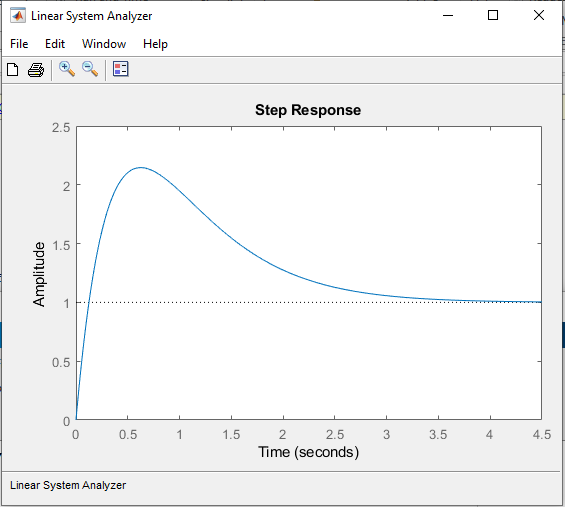 Linear System Analyzer
File Edit Window Help
Step Response
2.5
2
1.5
1
0.5
0
Amplitude
0 0.5 1 1.5 2 2.5 3 3.5 4 4.5
Time (seconds)
Linear System Analyzer